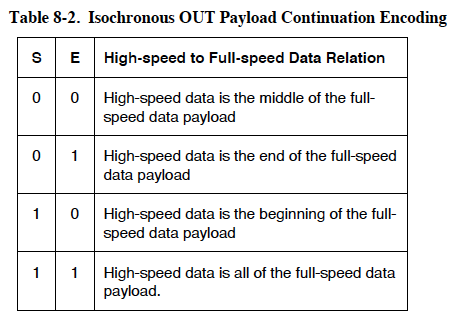 Table 8-2. Isochronous OUT Payload Continuation Encoding
S E High-speed to Full-speed Data Relation
0 0 High-speed data is the middle of the full-
speed data payload
0 1 High-speed data is the end of the full-speed
data payload
1 0 High-speed data is the beginning of the full-
speed data payload
1 1 High-speed data is all of the full-speed data
payload.